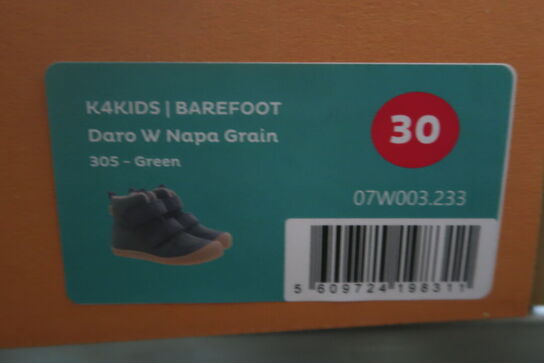 K4KIDS | BAREFOOT
Daro W Napa Grain
305 - Green
30
07W003.233
5 609724 198311